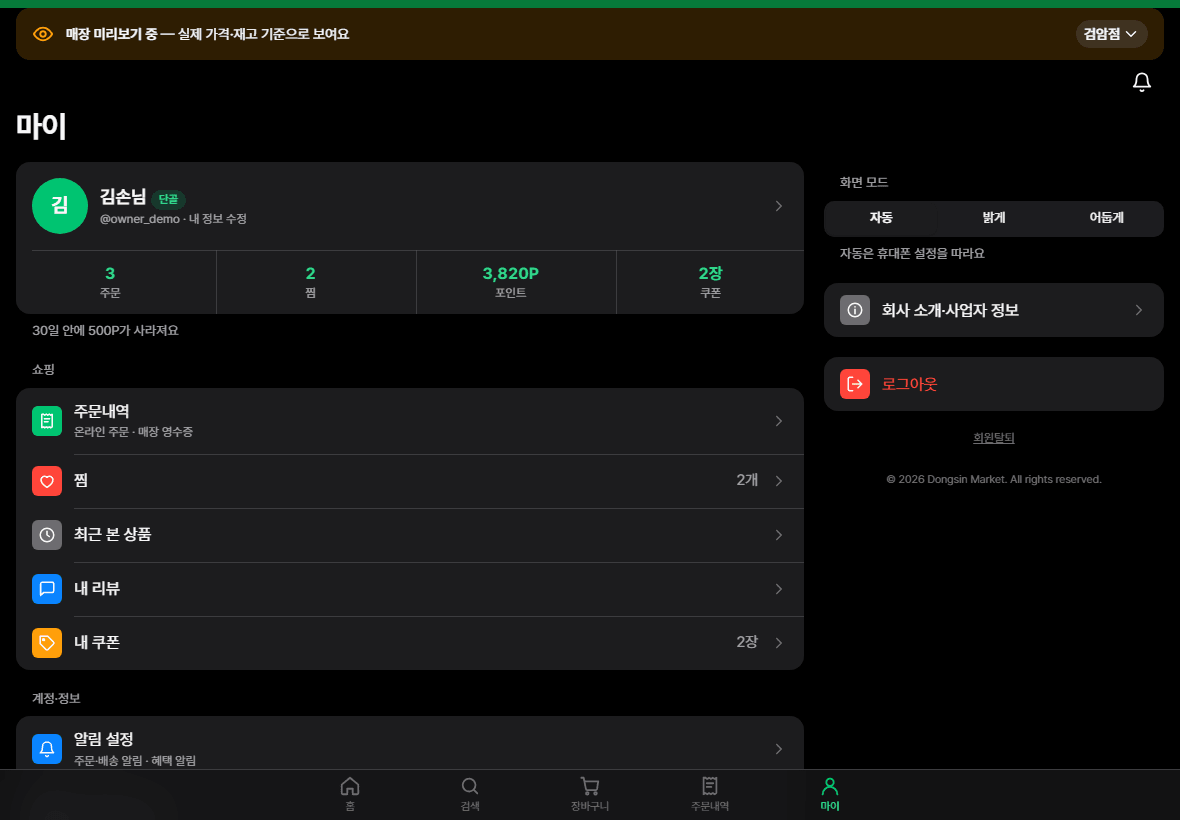 매장 미리보기 중 — 실제 가격·재고 기준으로 보여요
검암점
마이
김
김손님 단골
@owner_demo · 내 정보 수정
3
주문
2
찜
3,820P
포인트
2장
쿠폰
30일 안에 500P가 사라져요
쇼핑
주문내역
온라인 주문 · 매장 영수증
찜
2개
최근 본 상품
내 리뷰
내 쿠폰
2장
계정·정보
알림 설정
주문·배송 알림 · 혜택 알림
화면 모드
자동
밝게
어둡게
자동은 휴대폰 설정을 따라요
회사 소개·사업자 정보
로그아웃
회원탈퇴
© 2026 Dongsin Market. All rights reserved.
홈
검색
장바구니
주문내역
마이